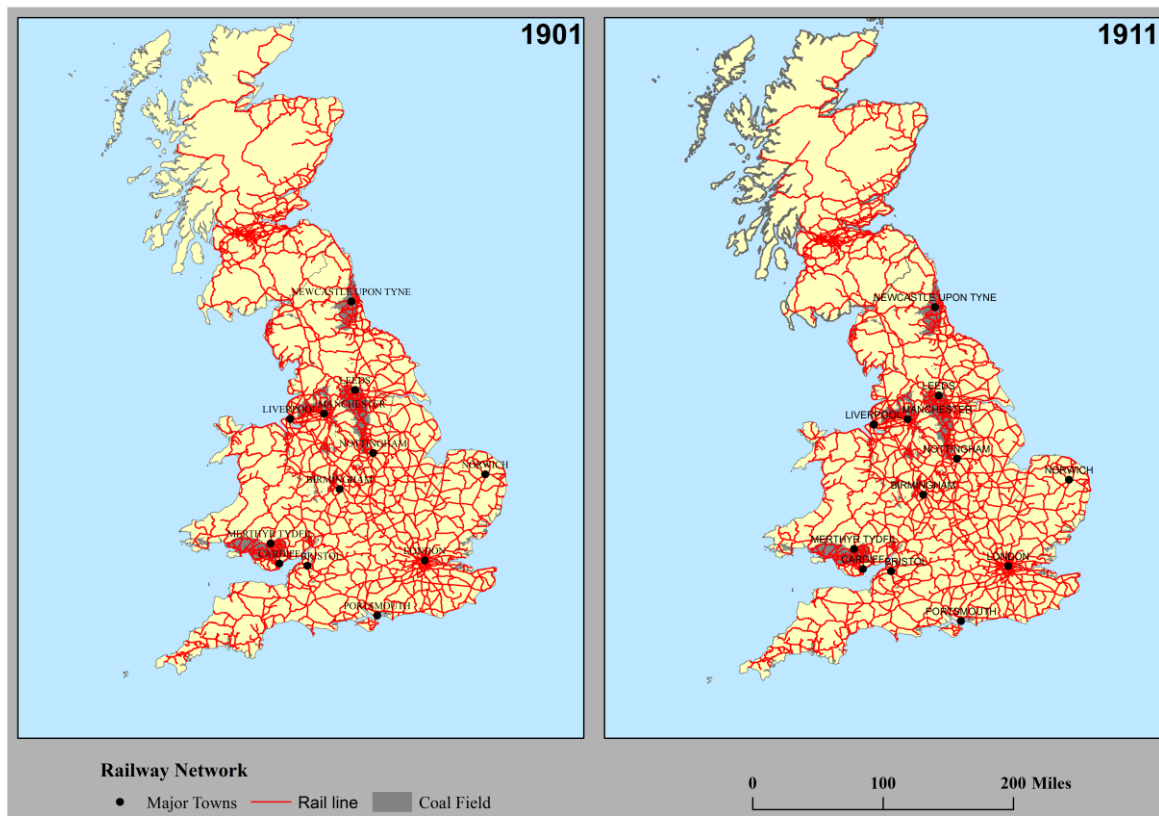 1901
NEWCASTLE UPON TYNE
LEEDS
LIVERPOOL
MANCHESTER
NOTTINGHAM
NORWICH
BIRMINGHAM
MERTHYR TYDFIL
CARDIFF
BRISTOL
LONDON
PORTSMOUTH
1911
NEWCASTLE UPON TYNE
LEEDS
LIVERPOOL
MANCHESTER
NOTTINGHAM
NORWICH
BIRMINGHAM
MERTHYR TYDFIL
CARDIFF
BRISTOL
LONDON
PORTSMOUTH
Railway Network
Major Towns Rail line Coal Field
0 100 200 Miles